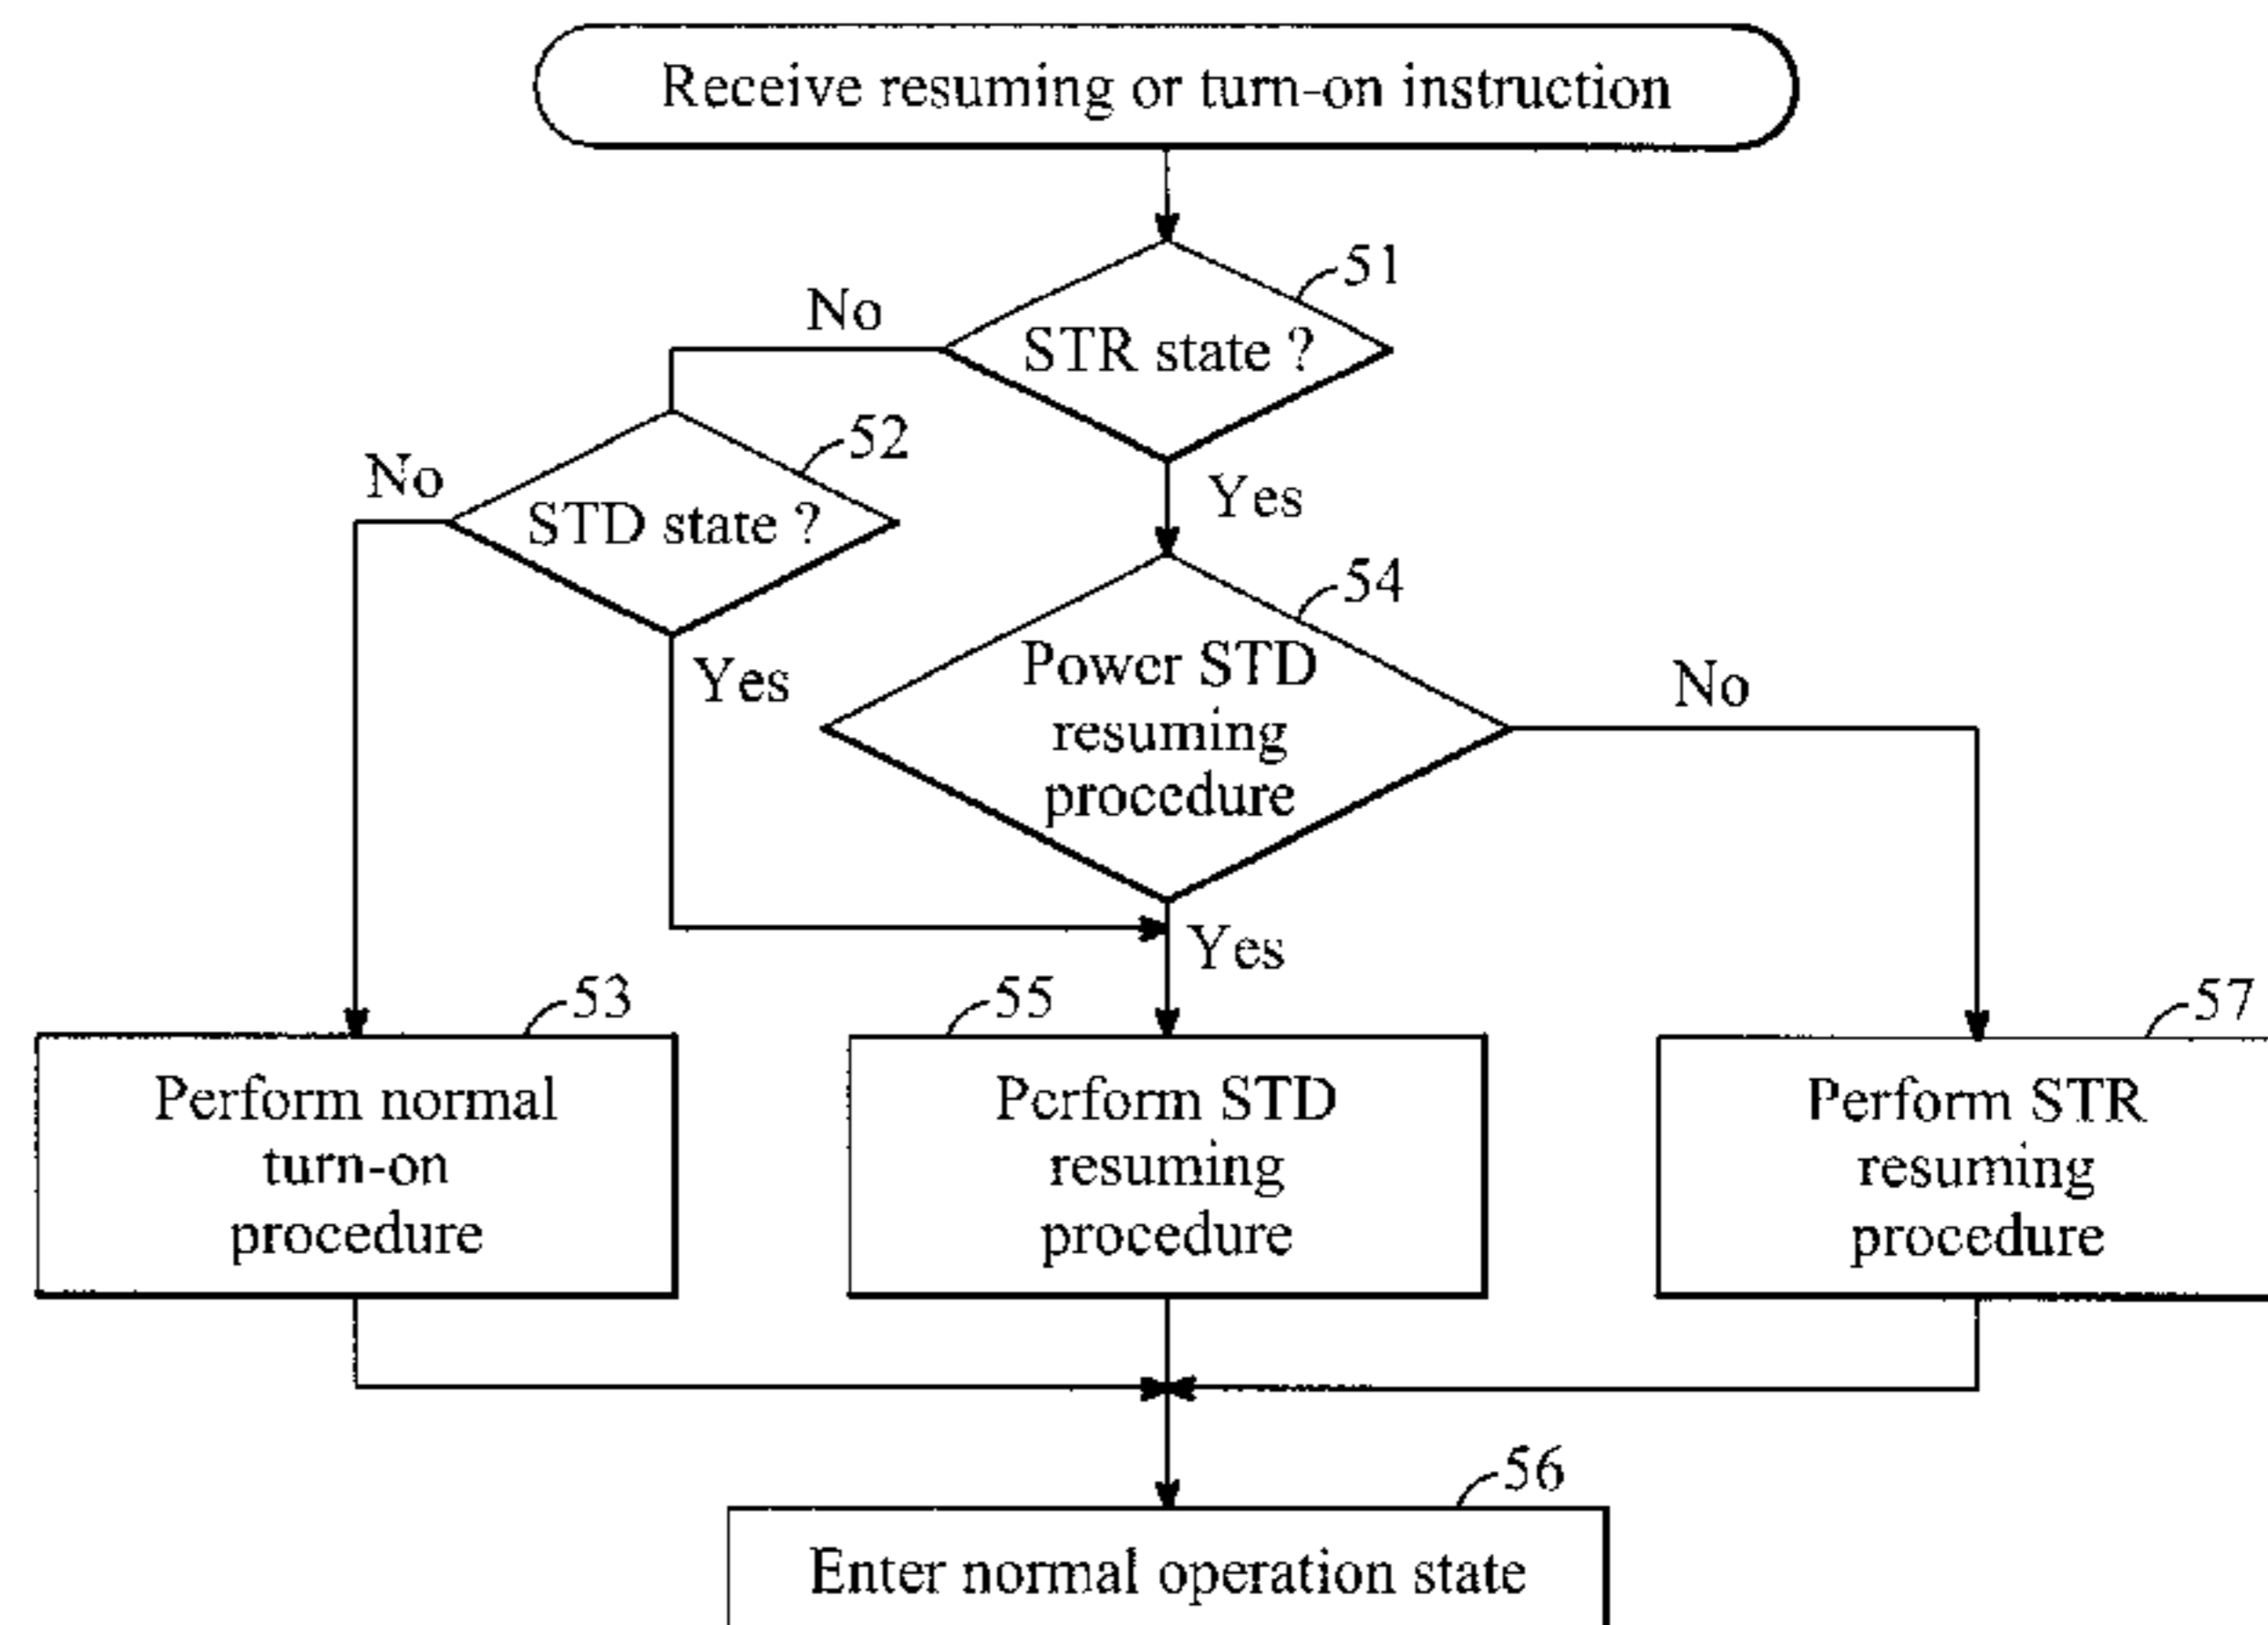 Receive resuming or turn-on instruction
51
No
STR state ?
52
No
STD state ?
Yes
54
Yes
Power STD
resuming
procedure
No
Yes
53
55
57
Perform normal
turn-on
procedure
Perform STD
resuming
procedure
Perform STR
resuming
procedure
56
Enter normal operation state